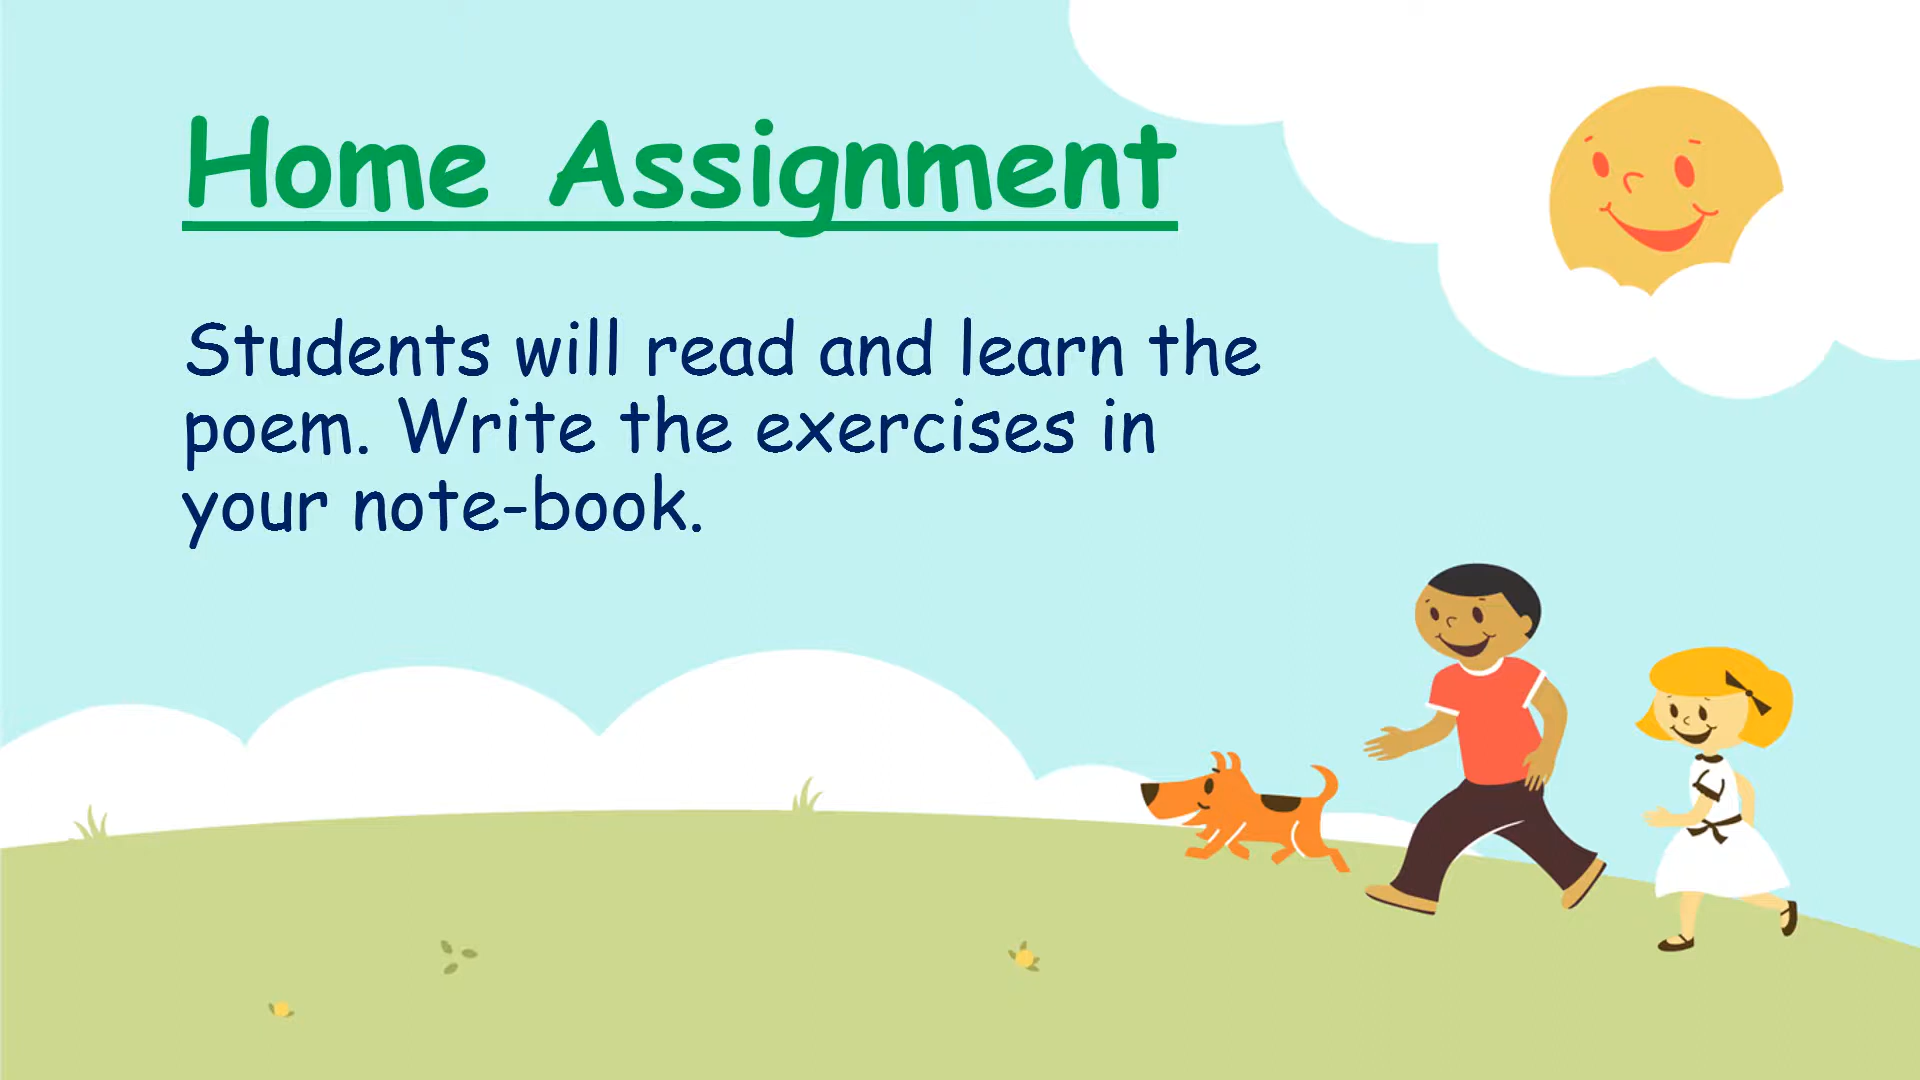 Home Assignment
Students will read and learn the
poem. Write the exercises in
your note-book.